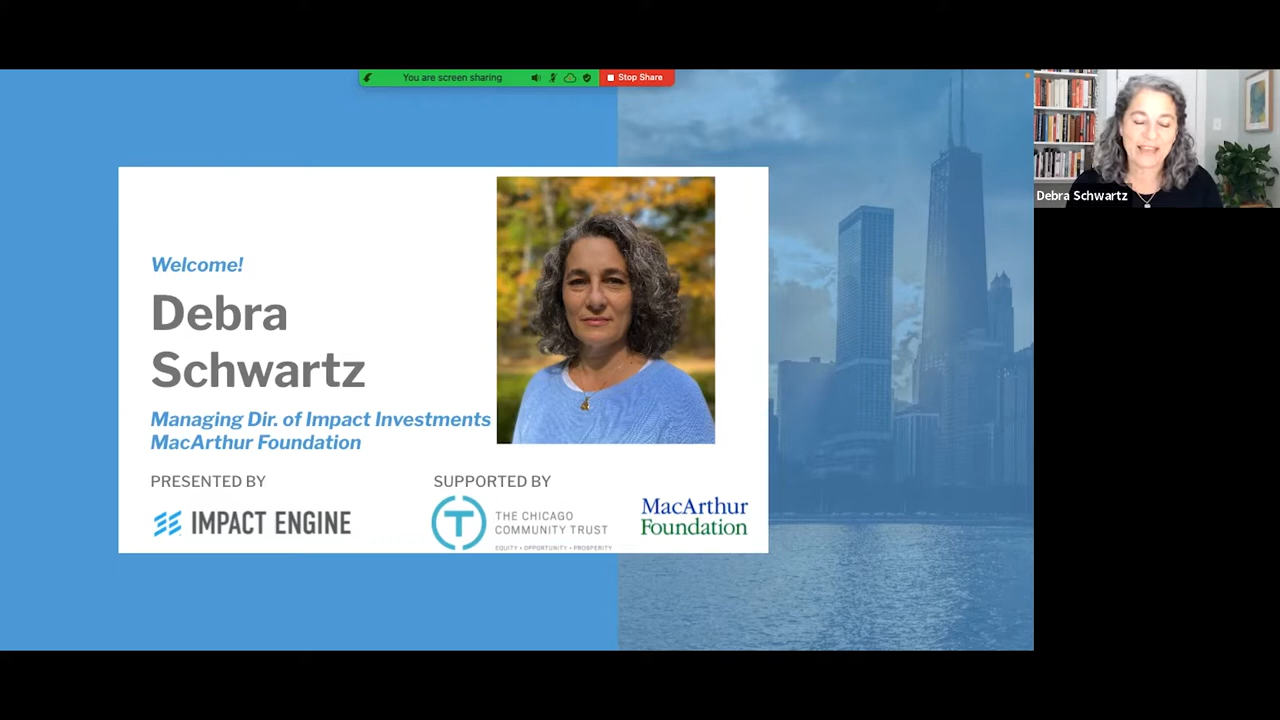 You are screen sharing
Stop Share
Debra Schwartz
Welcome!
Debra
Schwartz
Managing Dir. of Impact Investments
MacArthur Foundation
PRESENTED BY
SUPPORTED BY
IMPACT ENGINE
THE CHICAGO
COMMUNITY TRUST
EQUITY • OPPORTUNITY • PROSPERITY
MacArthur
Foundation